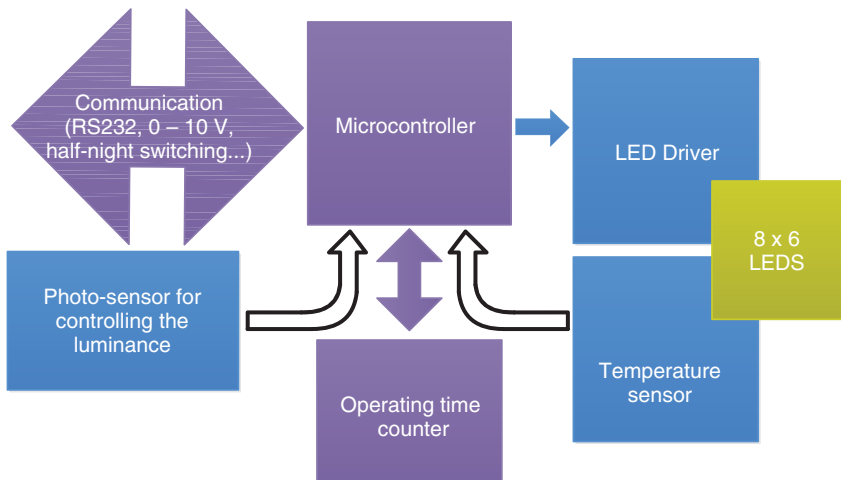 Communication
(RS232, 0 – 10 V,
half-night switching...)
Microcontroller
LED Driver
8 x 6
LEDS
Photo-sensor for
controlling the
luminance
Operating time
counter
Temperature
sensor